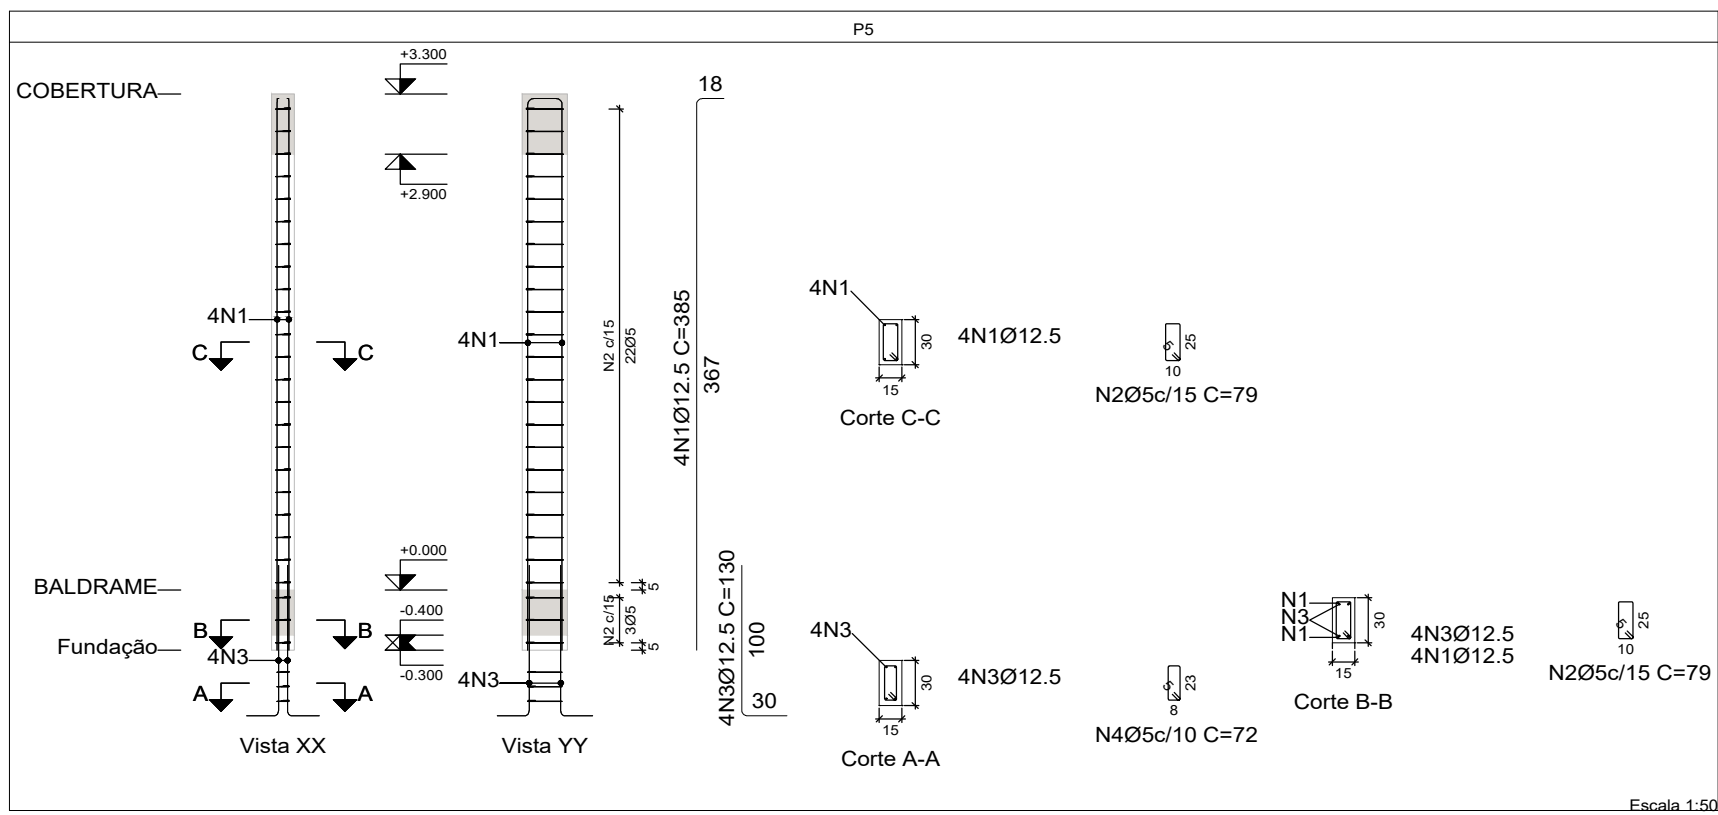 P5
COBERTURA
+3.300
+2.900
18
N2 c/15
22Ø5
4N1Ø12.5 C=385
367
4N1
4N1
C
C
4N1
4N1Ø12.5
30
15
Corte C-C
5
25
10
N2Ø5c/15 C=79
BALDRAME
+0.000
5
N2 c/15
3Ø5
5
-0.400
-0.300
B
B
Fundação
4N3
4N3
A
A
4N3Ø12.5 C=130
100
30
Vista XX
Vista YY
4N3
4N3Ø12.5
30
15
Corte A-A
5
23
8
N4Ø5c/10 C=72
N1
N3
N1
30
15
4N3Ø12.5
4N1Ø12.5
Corte B-B
5
25
10
N2Ø5c/15 C=79
Escala 1:50